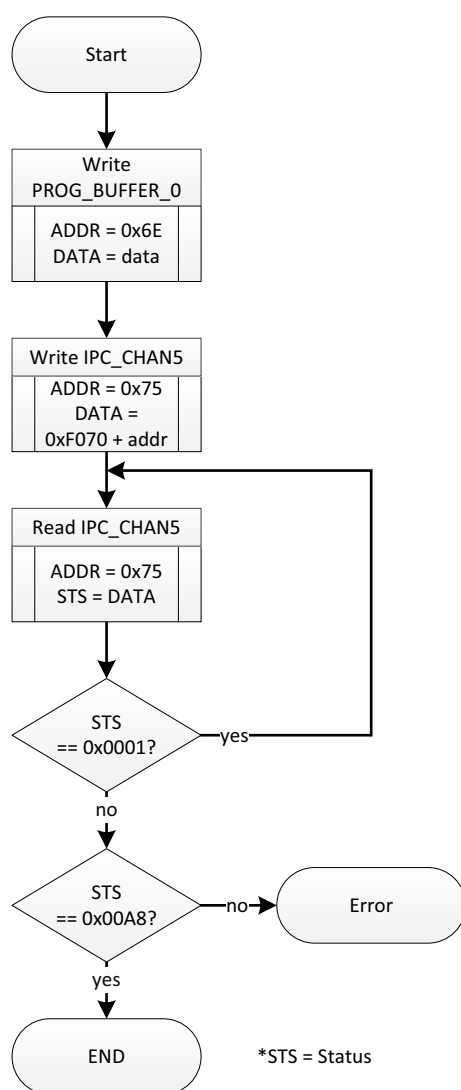 Start
Write
PROG_BUFFER_0
ADDR = 0x6E
DATA = data
Write IPC_CHAN5
ADDR = 0x75
DATA =
0xF070 + addr
Read IPC_CHAN5
ADDR = 0x75
STS = DATA
STS
== 0x0001?
yes
no
STS
== 0x00A8?
no
Error
yes
END
*STS = Status